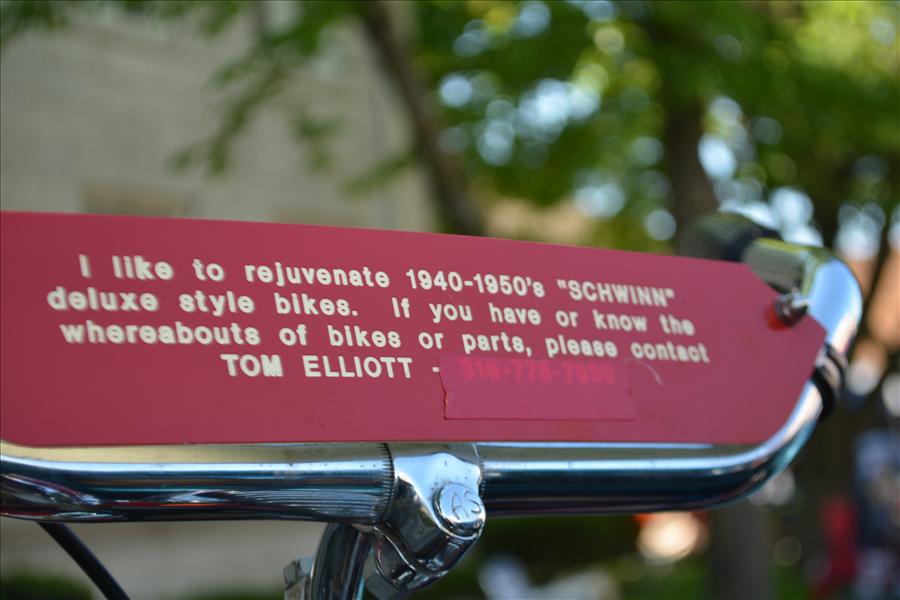 I like to rejuvenate 1940-1950's "SCHWINN"
deluxe style bikes. If you have or know the
whereabouts of bikes or parts, please contact
TOM ELLIOTT -
AS